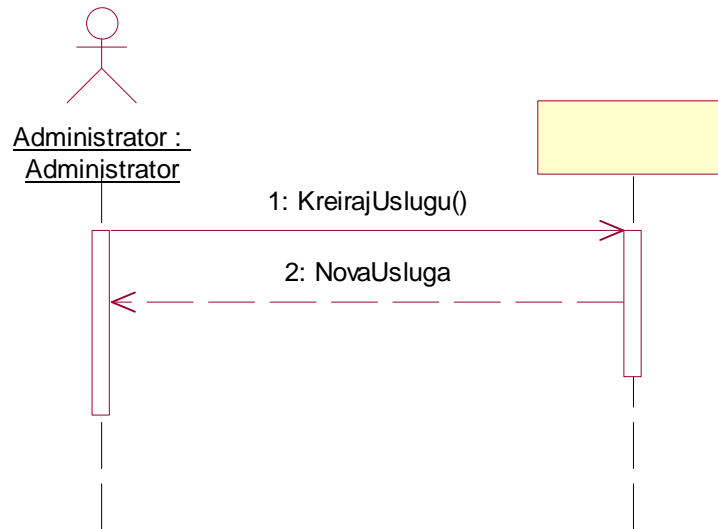 Administrator :
Administrator
1: KreirajUslugu()
2: NovaUsluga